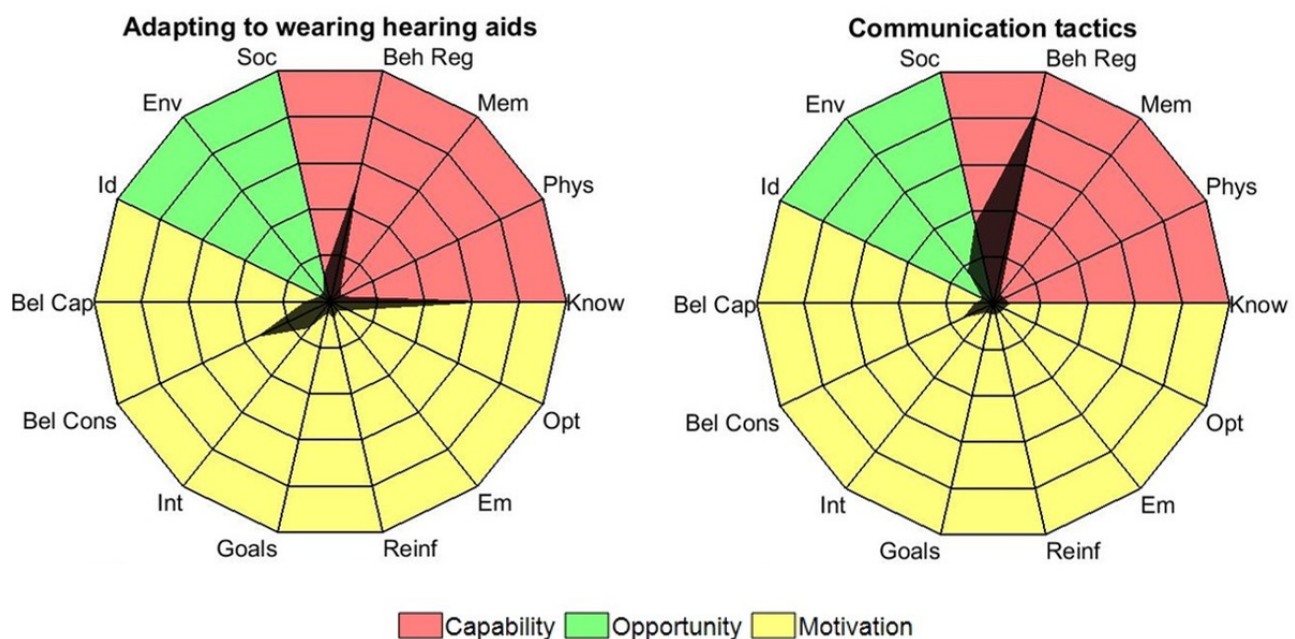 Adapting to wearing hearing aids
Soc
Beh Reg
Env
Mem
Id
Phys
Bel Cap
Know
Bel Cons
Opt
Int
Em
Goals
Reinf
Communication tactics
Soc
Beh Reg
Env
Mem
Id
Phys
Bel Cap
Know
Bel Cons
Opt
Int
Em
Goals
Reinf
Capability Opportunity Motivation